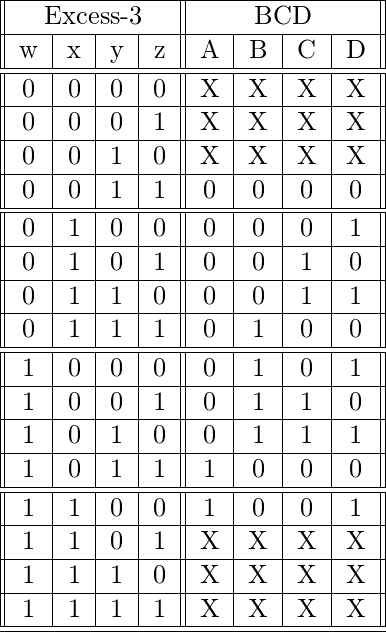 Excess-3 BCD
w x y z A B C D
0 0 0 0 X X X X
0 0 0 1 X X X X
0 0 1 0 X X X X
0 0 1 1 0 0 0 0
0 1 0 0 0 0 0 1
0 1 0 1 0 0 1 0
0 1 1 0 0 0 1 1
0 1 1 1 0 1 0 0
1 0 0 0 0 1 0 1
1 0 0 1 0 1 1 0
1 0 1 0 0 1 1 1
1 0 1 1 1 0 0 0
1 1 0 0 1 0 0 1
1 1 0 1 X X X X
1 1 1 0 X X X X
1 1 1 1 X X X X